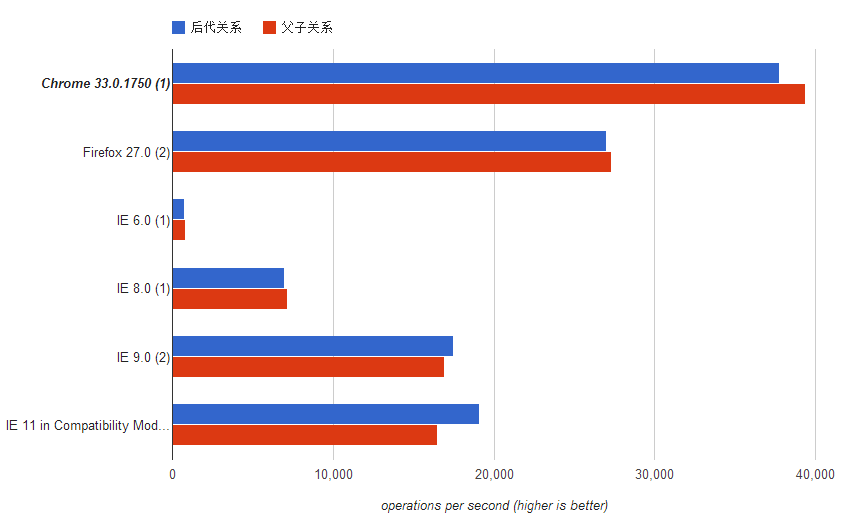 后代关系 父子关系
Chrome 33.0.1750 (1)
Firefox 27.0 (2)
IE 6.0 (1)
IE 8.0 (1)
IE 9.0 (2)
IE 11 in Compatibility Mod...
0 10,000 20,000 30,000 40,000
operations per second (higher is better)